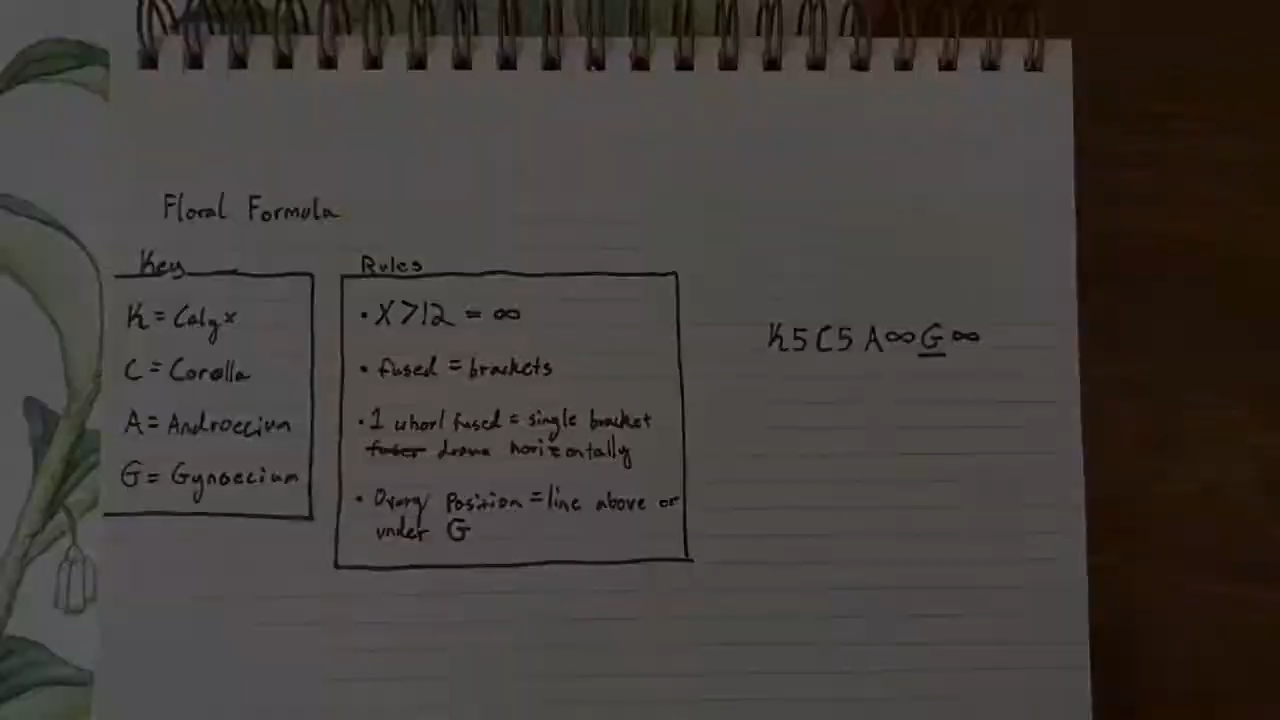 Floral Formula
Key
K = Calyx
C = Corolla
A = Androecium
G = Gynoecium
Rules
• X > 12 = ∞
• fused = brackets
• 1 whorl fused = single bracket
drawn horizontally
• Ovary Position = line above or
under G
K5 C5 A∞ G∞